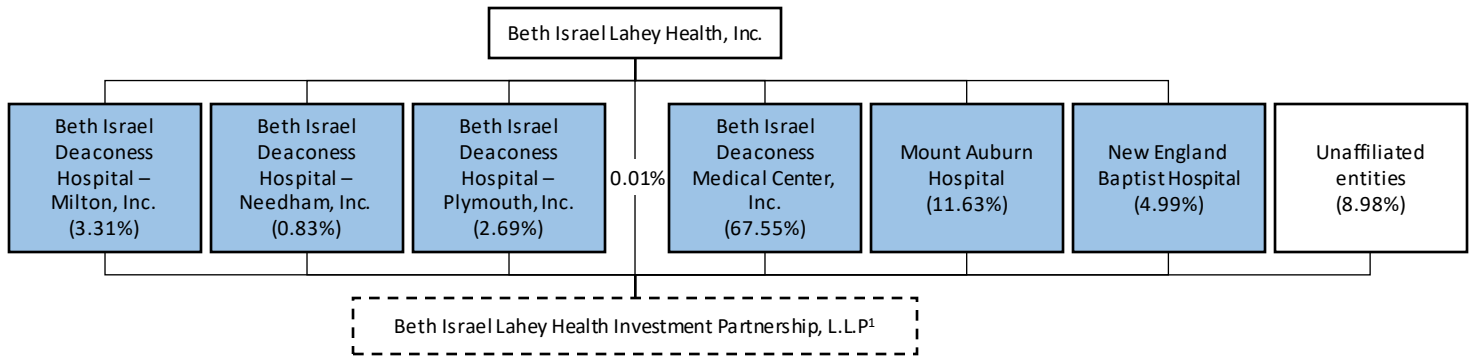 Beth Israel Lahey Health, Inc.
Beth Israel
Deaconess
Hospital –
Milton, Inc.
(3.31%)
Beth Israel
Deaconess
Hospital –
Needham, Inc.
(0.83%)
Beth Israel
Deaconess
Hospital –
Plymouth, Inc.
(2.69%)
0.01%
Beth Israel
Deaconess
Medical Center,
Inc.
(67.55%)
Mount Auburn
Hospital
(11.63%)
New England
Baptist Hospital
(4.99%)
Unaffiliated
entities
(8.98%)
Beth Israel Lahey Health Investment Partnership, L.L.P¹